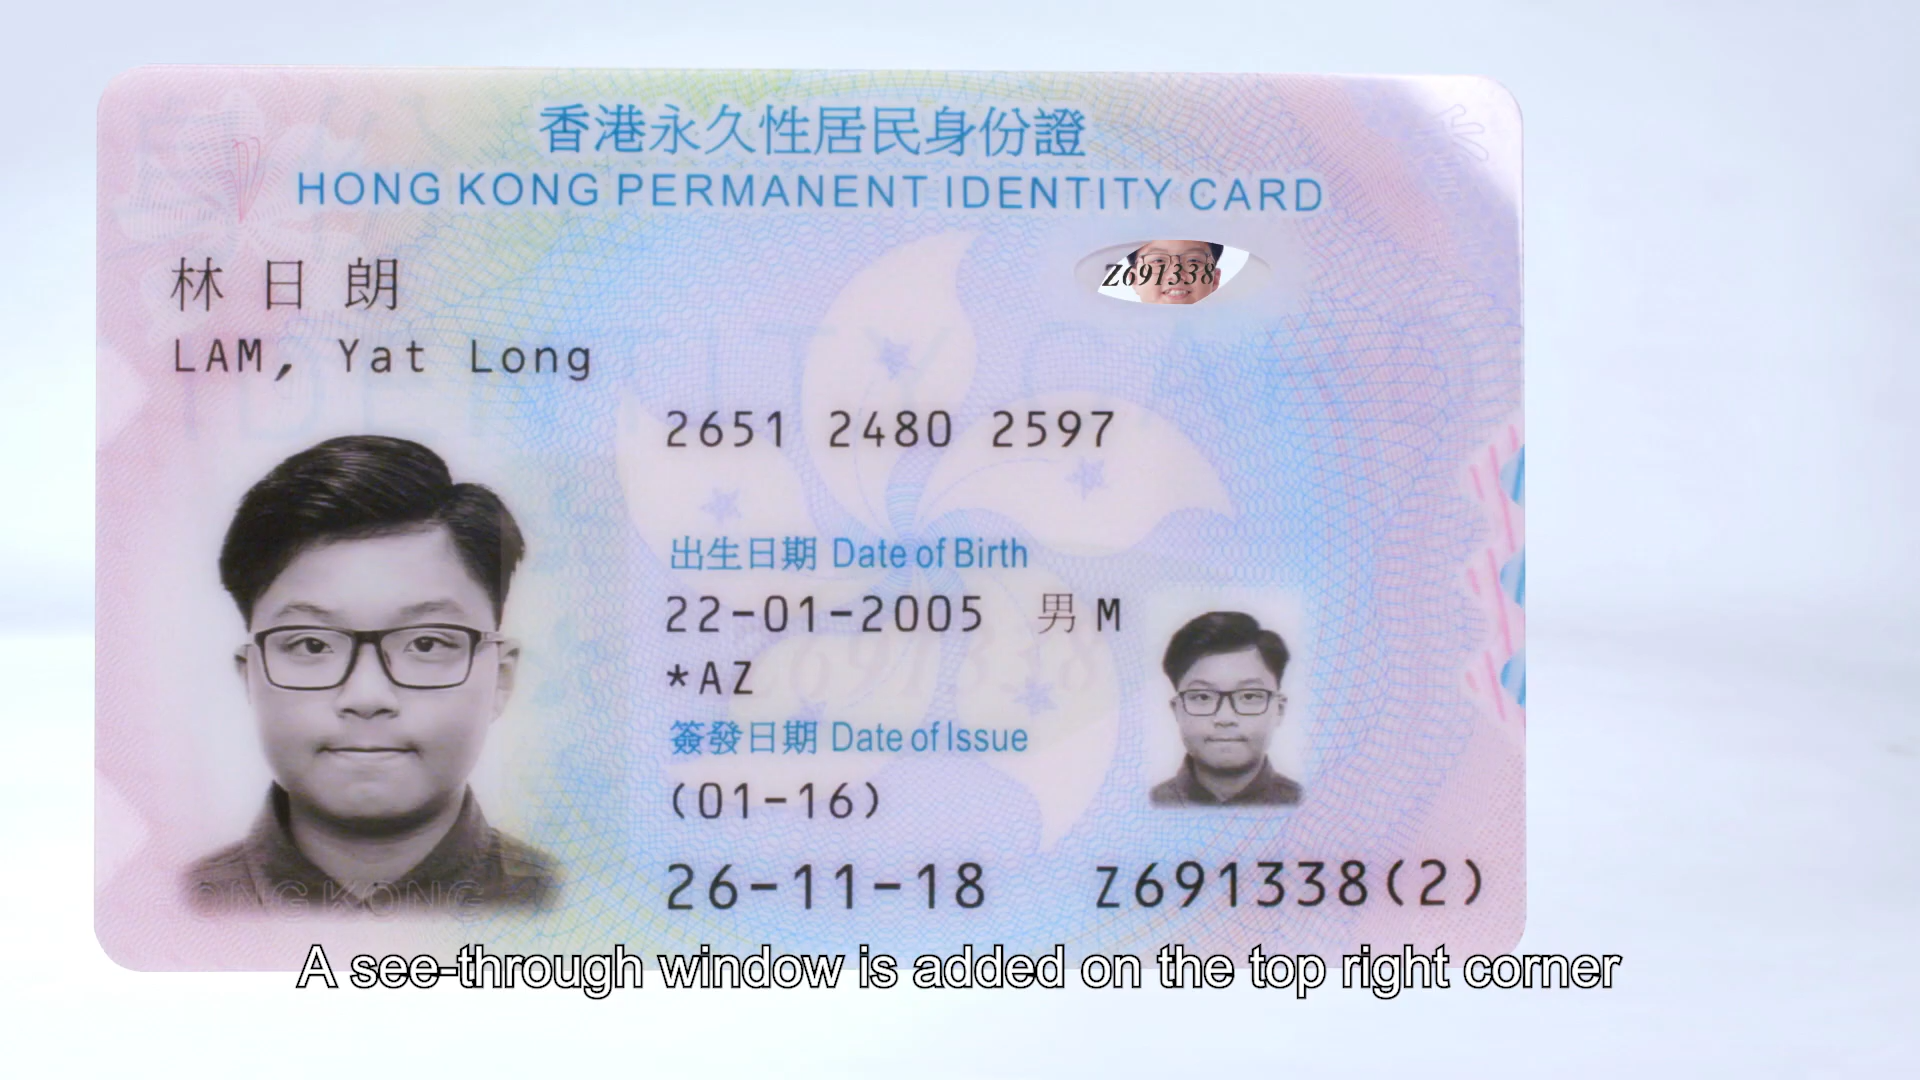 香港永久性居民身份證
HONG KONG PERMANENT IDENTITY CARD
林日朗
LAM, Yat Long
Z691338
2651 2480 2597
出生日期 Date of Birth
22-01-2005 男 M
*AZ
Z691338
簽發日期 Date of Issue
(01-16)
26-11-18 Z691338(2)
HONG KONG
A see-through window is added on the top right corner